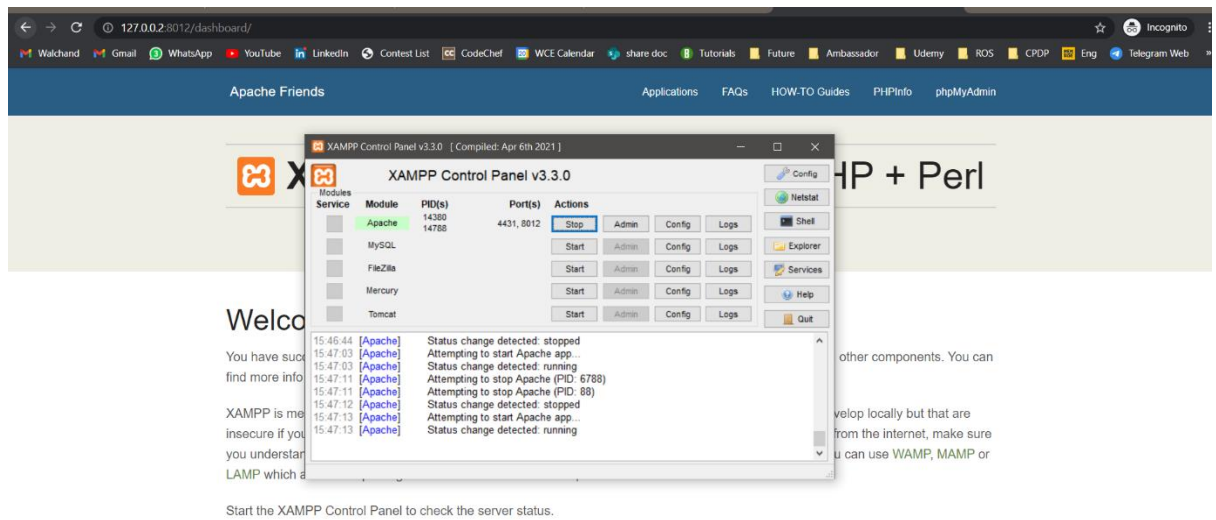 127.0.0.2:8012/dashboard/
Incognito
Walchand Gmail WhatsApp YouTube LinkedIn Contest List CodeChef WCE Calendar share doc Tutorials Future Ambassador Udemy ROS CPDP Eng Telegram Web »
Apache Friends Applications FAQs HOW-TO Guides PHPInfo phpMyAdmin
XAMPP Control Panel v3.3.0 [ Compiled: Apr 6th 2021 ]
X
P + Perl
XAMPP Control Panel v3.3.0
Config
Netstat
Shell
Explorer
Services
Help
Quit
Modules
Service Module PID(s) Port(s) Actions
Apache 14380 14788 4431, 8012 Stop Admin Config Logs
MySQL Start Admin Config Logs
FileZilla Start Admin Config Logs
Mercury Start Admin Config Logs
Tomcat Start Admin Config Logs
15:46:44 [Apache] Status change detected: stopped
15:47:03 [Apache] Attempting to start Apache app...
15:47:03 [Apache] Status change detected: running
15:47:11 [Apache] Attempting to stop Apache (PID: 6788)
15:47:11 [Apache] Attempting to stop Apache (PID: 88)
15:47:12 [Apache] Status change detected: stopped
15:47:13 [Apache] Attempting to start Apache app...
15:47:13 [Apache] Status change detected: running
Welco
You have succ other components. You can
find more info
XAMPP is me velop locally but that are
insecure if you from the internet, make sure
you understan u can use WAMP, MAMP or
LAMP which a
Start the XAMPP Control Panel to check the server status.